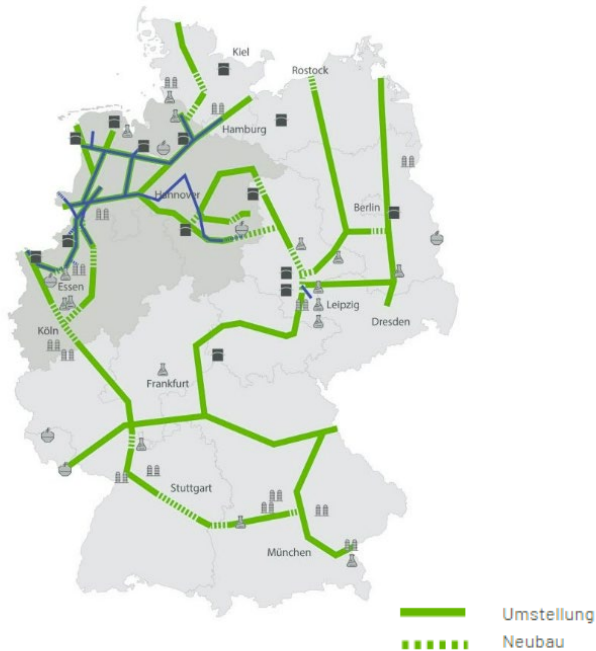 Kiel
Rostock
Hamburg
Hannover
Berlin
Essen
Leipzig
Köln
Dresden
Frankfurt
Stuttgart
München
Umstellung
Neubau